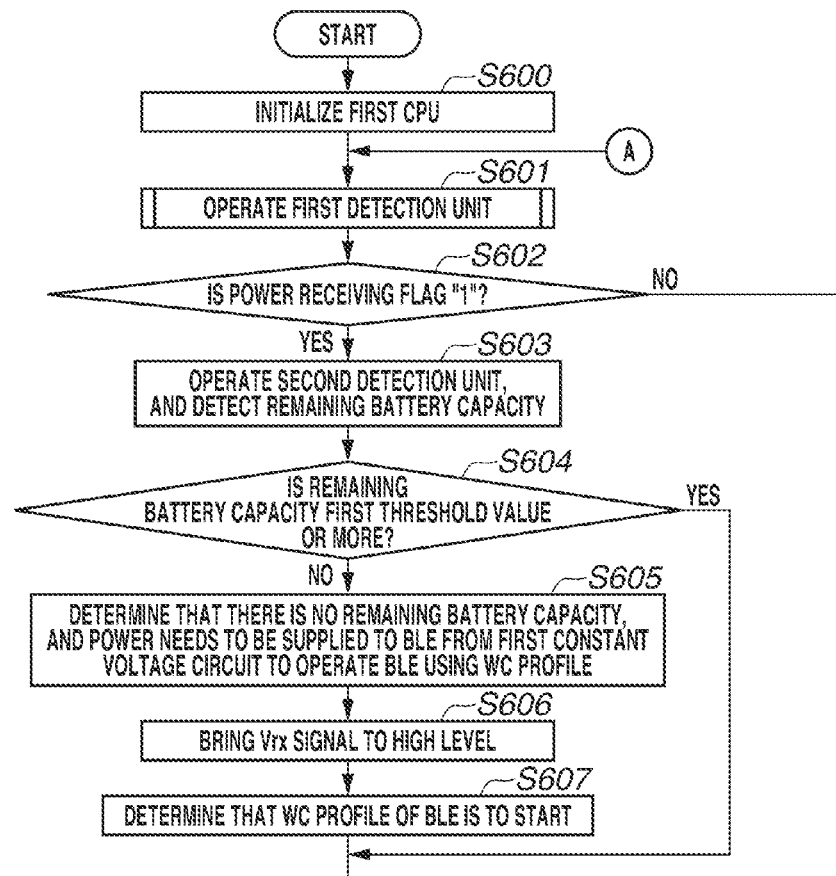 START
S600
INITIALIZE FIRST CPU
A
S601
OPERATE FIRST DETECTION UNIT
S602
IS POWER RECEIVING FLAG "1"?
NO
YES
S603
OPERATE SECOND DETECTION UNIT,
AND DETECT REMAINING BATTERY CAPACITY
S604
IS REMAINING
BATTERY CAPACITY FIRST THRESHOLD VALUE
OR MORE?
YES
NO
S605
DETERMINE THAT THERE IS NO REMAINING BATTERY CAPACITY,
AND POWER NEEDS TO BE SUPPLIED TO BLE FROM FIRST CONSTANT
VOLTAGE CIRCUIT TO OPERATE BLE USING WC PROFILE
S606
BRING Vrx SIGNAL TO HIGH LEVEL
S607
DETERMINE THAT WC PROFILE OF BLE IS TO START